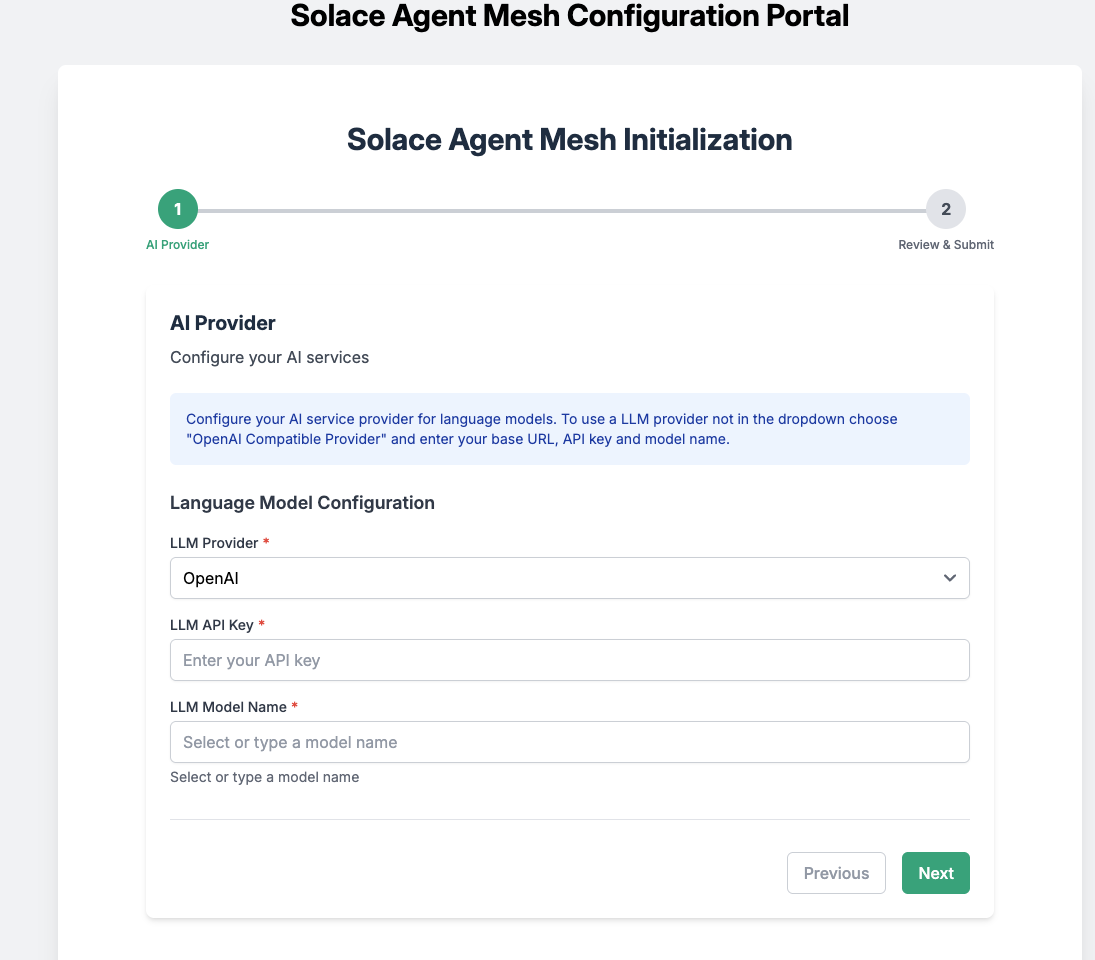 Solace Agent Mesh Configuration Portal
Solace Agent Mesh Initialization
1
2
AI Provider
Review & Submit
AI Provider
Configure your AI services
Configure your AI service provider for language models. To use a LLM provider not in the dropdown choose
"OpenAI Compatible Provider" and enter your base URL, API key and model name.
Language Model Configuration
LLM Provider *
OpenAI
LLM API Key *
Enter your API key
LLM Model Name *
Select or type a model name
Select or type a model name
Previous
Next